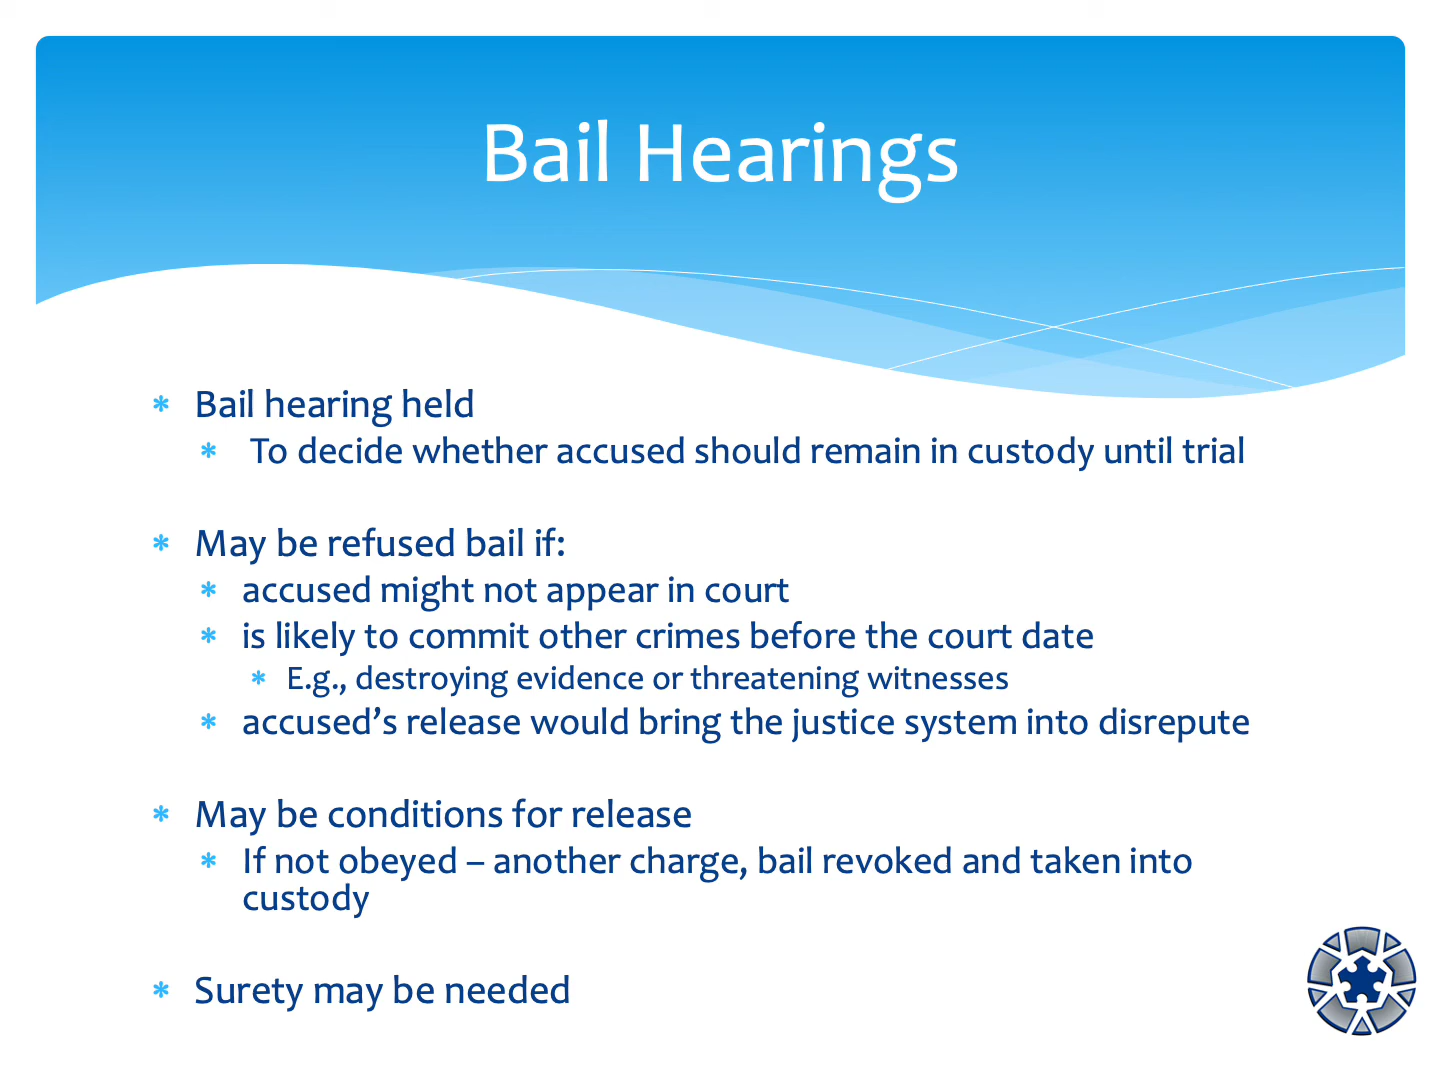 Bail Hearings
* Bail hearing held
* To decide whether accused should remain in custody until trial
* May be refused bail if:
* accused might not appear in court
* is likely to commit other crimes before the court date
* E.g., destroying evidence or threatening witnesses
* accused’s release would bring the justice system into disrepute
* May be conditions for release
* If not obeyed – another charge, bail revoked and taken into
custody
* Surety may be needed